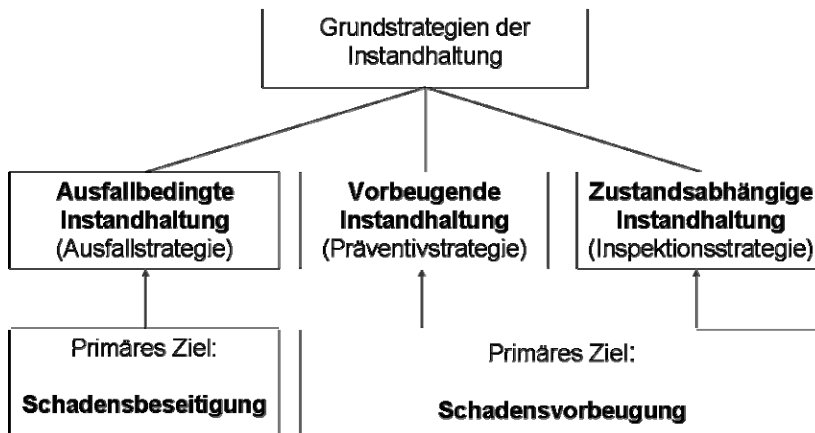 Grundstrategien der
Instandhaltung
Ausfallbedingte
Instandhaltung
(Ausfallstrategie)
Vorbeugende
Instandhaltung
(Präventivstrategie)
Zustandsabhängige
Instandhaltung
(Inspektionsstrategie)
Primäres Ziel:
Schadensbeseitigung
Primäres Ziel:
Schadensvorbeugung